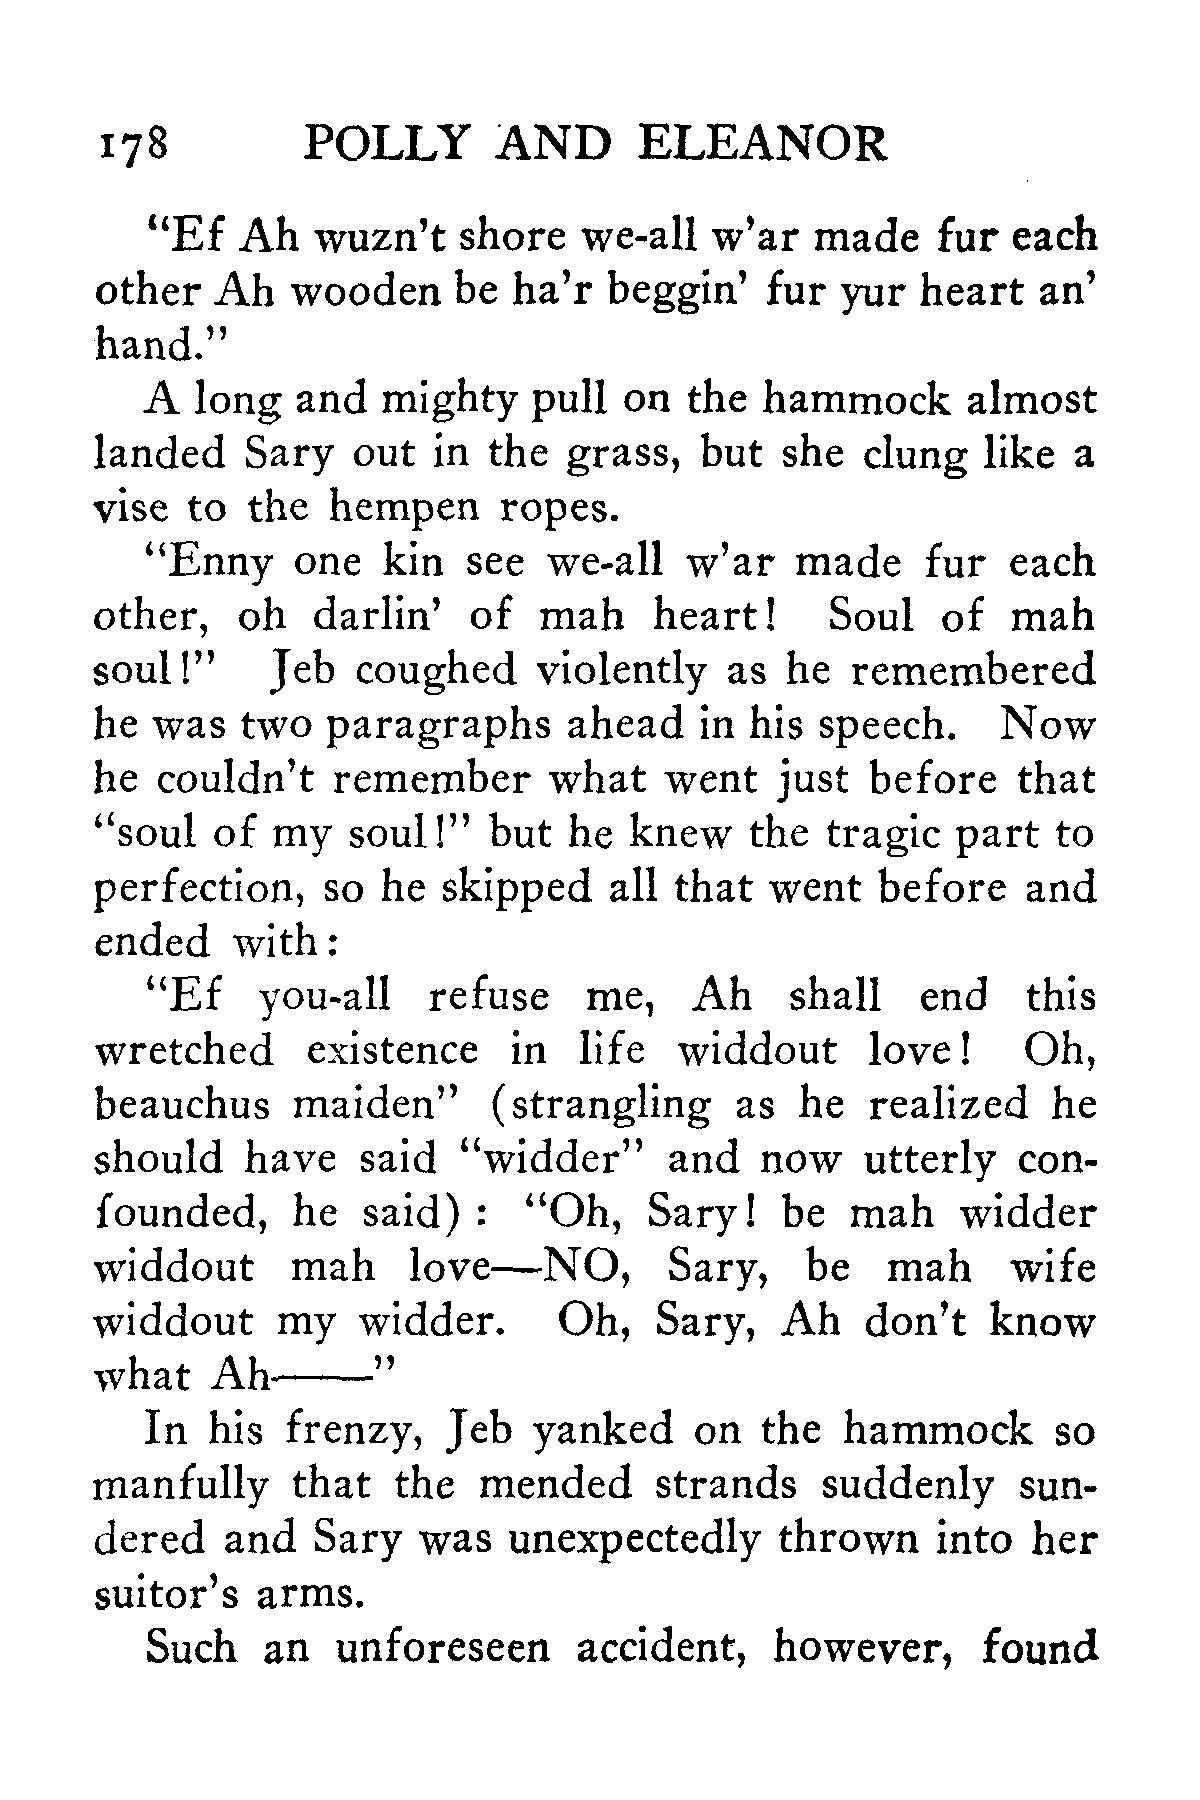 178 POLLY AND ELEANOR
“Ef Ah wuzn’t shore we-all w’ar made fur each
other Ah wooden be ha’r beggin’ fur yur heart an’
hand.”
A long and mighty pull on the hammock almost
landed Sary out in the grass, but she clung like a
vise to the hempen ropes.
“Enny one kin see we-all w’ar made fur each
other, oh darlin’ of mah heart! Soul of mah
soul!” Jeb coughed violently as he remembered
he was two paragraphs ahead in his speech. Now
he couldn’t remember what went just before that
“soul of my soul!” but he knew the tragic part to
perfection, so he skipped all that went before and
ended with:
“Ef you-all refuse me, Ah shall end this
wretched existence in life widdout love! Oh,
beauchus maiden” (strangling as he realized he
should have said “widder” and now utterly con-
founded, he said): “Oh, Sary! be mah widder
widdout mah love—NO, Sary, be mah wife
widdout my widder. Oh, Sary, Ah don’t know
what Ah——”
In his frenzy, Jeb yanked on the hammock so
manfully that the mended strands suddenly sun-
dered and Sary was unexpectedly thrown into her
suitor’s arms.
Such an unforeseen accident, however, found